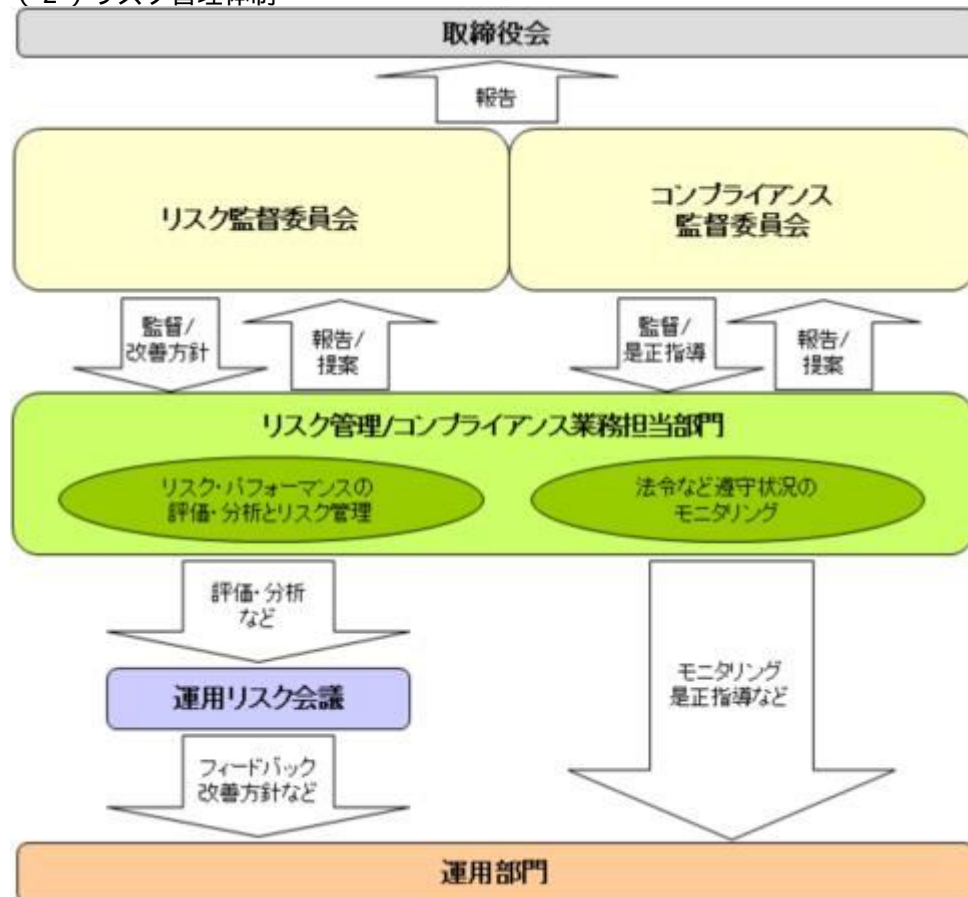 (2)リスク管理体制
取締役会
報告
リスク監督委員会
コンプライアンス
監督委員会
監督/
改善方針
報告/
提案
監督/
是正指導
報告/
提案
リスク管理/コンプライアンス業務担当部門
リスク・パフォーマンスの
評価・分析とリスク管理
法令など遵守状況の
モニタリング
評価・分析
など
運用リスク会議
モニタリング
是正指導など
フィードバック
改善方針など
運用部門